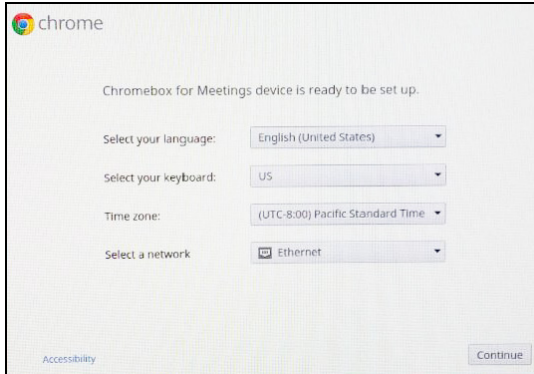 chrome
Chromebox for Meetings device is ready to be set up.
Select your language: English (United States)
Select your keyboard: US
Time zone: (UTC-8:00) Pacific Standard Time
Select a network Ethernet
Accessibility Continue